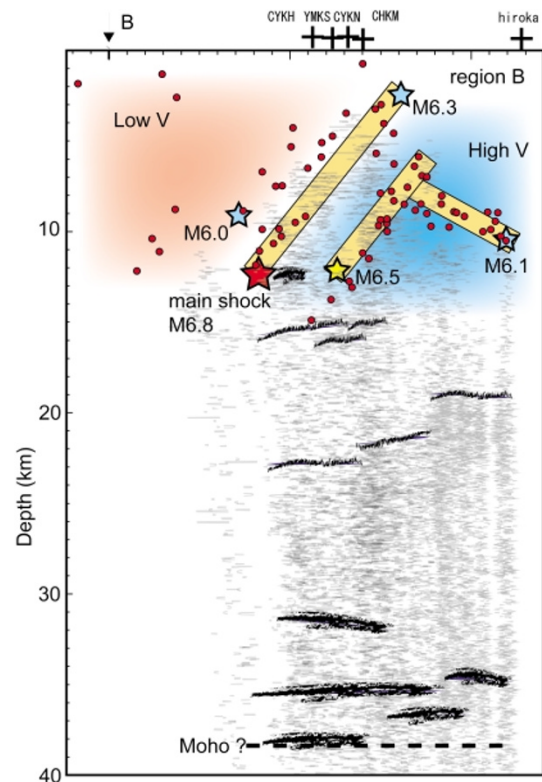 CYKH YMKS CYKN CHKM hiroka
B
region B
M6.3
Low V
High V
10
M6.0
M6.1
M6.5
main shock
M6.8
20
Depth (km)
30
Moho ?
40